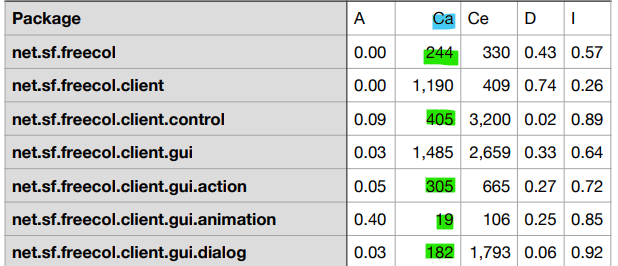 Package A Ca Ce D I
net.sf.freecol 0.00 244 330 0.43 0.57
net.sf.freecol.client 0.00 1,190 409 0.74 0.26
net.sf.freecol.client.control 0.09 405 3,200 0.02 0.89
net.sf.freecol.client.gui 0.03 1,485 2,659 0.33 0.64
net.sf.freecol.client.gui.action 0.05 305 665 0.27 0.72
net.sf.freecol.client.gui.animation 0.40 19 106 0.25 0.85
net.sf.freecol.client.gui.dialog 0.03 182 1,793 0.06 0.92